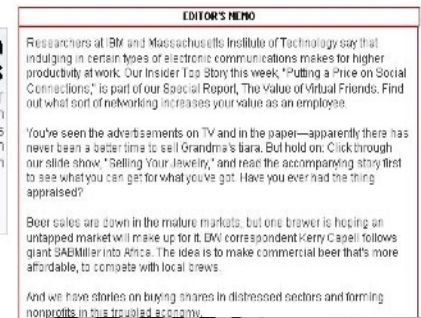 EDITOR'S MEMO
Researchers at IBM and Massachusetts Institute of Technology say that
indulging in certain types of electronic communications makes for higher
productivity at work. Our Insider Top Story this week, "Putting a Price on Social
Connections," is part of our Special Report, The Value of Virtual Friends. Find
out what sort of networking increases your value as an employee.
You've seen the advertisements on TV and in the paper—apparently there has
never been a better time to sell Grandma's tiara. But hold on: Click through
our slide show, "Selling Your Jewelry," and read the accompanying story first
to see what you can get for what you've got. Have you ever had the thing
appraised?
Beer sales are down in the mature markets, but one brewer is hoping an
untapped market will make up for it. BW correspondent Kerry Capell follows
giant SABMiller into Africa. The idea is to make commercial beer that's more
affordable, to compete with local brews.
And we have stories on buying shares in distressed sectors and forming
nonprofits in this troubled economy.